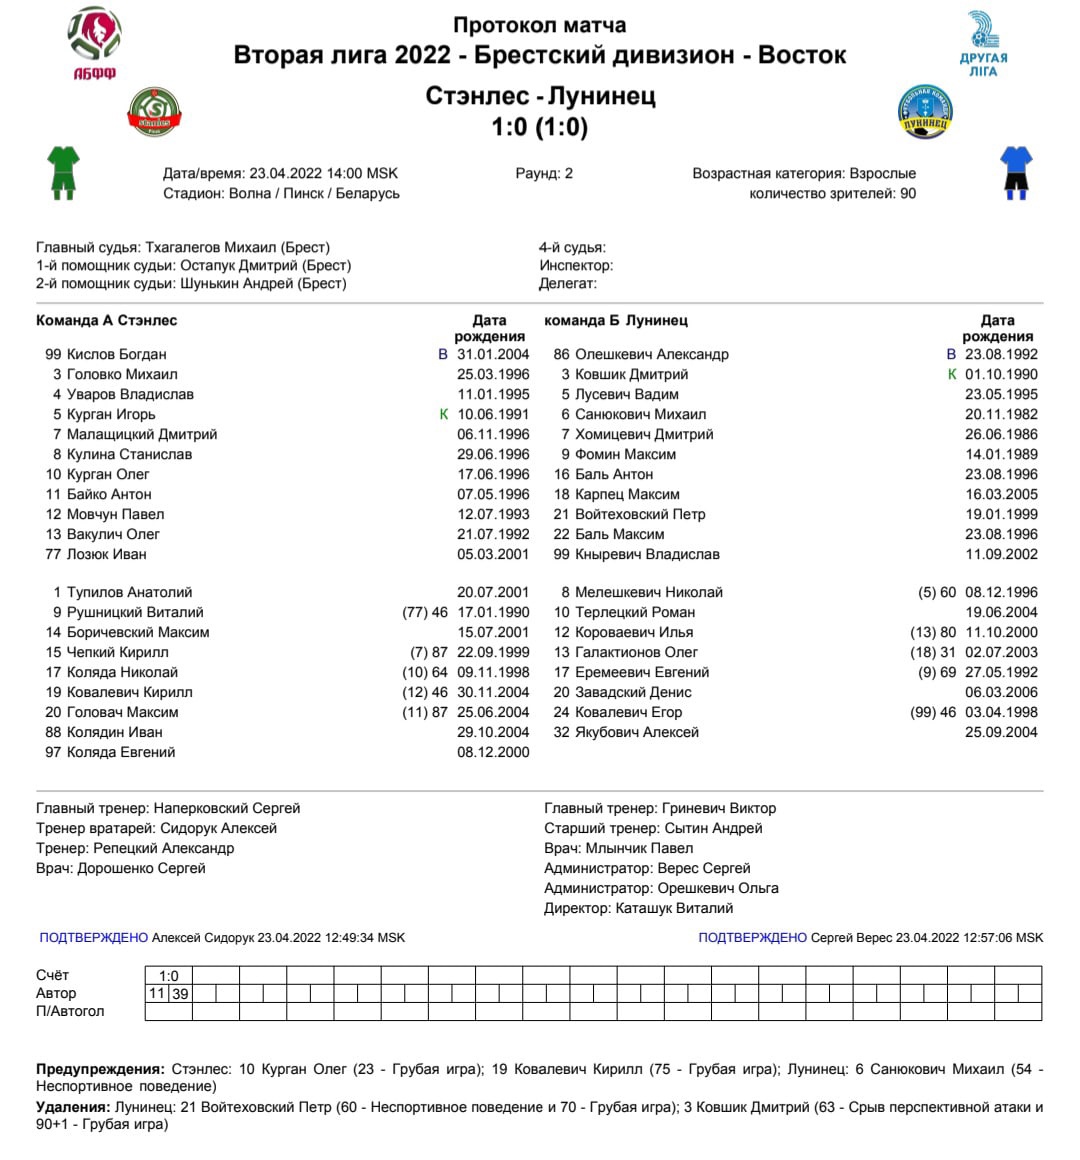 Протокол матча
Вторая лига 2022 - Брестский дивизион - Восток
АБФФ
ДРУГАЯ
ЛІГА
Стэнлес - Лунинец
1:0 (1:0)
stanles
ФУТБОЛЬНАЯ КОМАНДА
ЛУНИНЕЦ
Дата/время: 23.04.2022 14:00 MSK Раунд: 2 Возрастная категория: Взрослые
Стадион: Волна / Пинск / Беларусь количество зрителей: 90
Главный судья: Тхагалегов Михаил (Брест) 4-й судья:
1-й помощник судьи: Остапук Дмитрий (Брест) Инспектор:
2-й помощник судьи: Шунькин Андрей (Брест) Делегат:
Команда А Стэнлес Дата рождения
99 Кислов Богдан В 31.01.2004
3 Головко Михаил 25.03.1996
4 Уваров Владислав 11.01.1995
5 Курган Игорь К 10.06.1991
7 Малащицкий Дмитрий 06.11.1996
8 Кулина Станислав 29.06.1996
10 Курган Олег 17.06.1996
11 Байко Антон 07.05.1996
12 Мовчун Павел 12.07.1993
13 Вакулич Олег 21.07.1992
77 Лозюк Иван 05.03.2001
1 Тупилов Анатолий 20.07.2001
9 Рушницкий Виталий (77) 46 17.01.1990
14 Боричевский Максим 15.07.2001
15 Чепкий Кирилл (7) 87 22.09.1999
17 Коляда Николай (10) 64 09.11.1998
19 Ковалевич Кирилл (12) 46 30.11.2004
20 Головач Максим (11) 87 25.06.2004
88 Колядин Иван 29.10.2004
97 Коляда Евгений 08.12.2000
команда Б Лунинец Дата рождения
86 Олешкевич Александр В 23.08.1992
3 Ковшик Дмитрий К 01.10.1990
5 Лусевич Вадим 23.05.1995
6 Санюкович Михаил 20.11.1982
7 Хомицевич Дмитрий 26.06.1986
9 Фомин Максим 14.01.1989
16 Баль Антон 23.08.1996
18 Карпец Максим 16.03.2005
21 Войтеховский Петр 19.01.1999
22 Баль Максим 23.08.1996
99 Кныревич Владислав 11.09.2002
8 Мелешкевич Николай (5) 60 08.12.1996
10 Терлецкий Роман 19.06.2004
12 Короваевич Илья (13) 80 11.10.2000
13 Галактионов Олег (18) 31 02.07.2003
17 Еремеевич Евгений (9) 69 27.05.1992
20 Завадский Денис 06.03.2006
24 Ковалевич Егор (99) 46 03.04.1998
32 Якубович Алексей 25.09.2004
Главный тренер: Наперковский Сергей
Тренер вратарей: Сидорук Алексей
Тренер: Репецкий Александр
Врач: Дорошенко Сергей
Главный тренер: Гриневич Виктор
Старший тренер: Сытин Андрей
Врач: Млынчик Павел
Администратор: Верес Сергей
Администратор: Орешкевич Ольга
Директор: Каташук Виталий
ПОДТВЕРЖДЕНО Алексей Сидорук 23.04.2022 12:49:34 MSK
ПОДТВЕРЖДЕНО Сергей Верес 23.04.2022 12:57:06 MSK
Счёт 1:0
Автор 11 39
П/Автогол
Предупреждения: Стэнлес: 10 Курган Олег (23 - Грубая игра); 19 Ковалевич Кирилл (75 - Грубая игра); Лунинец: 6 Санюкович Михаил (54 -
Неспортивное поведение)
Удаления: Лунинец: 21 Войтеховский Петр (60 - Неспортивное поведение и 70 - Грубая игра); 3 Ковшик Дмитрий (63 - Срыв перспективной атаки и
90+1 - Грубая игра)